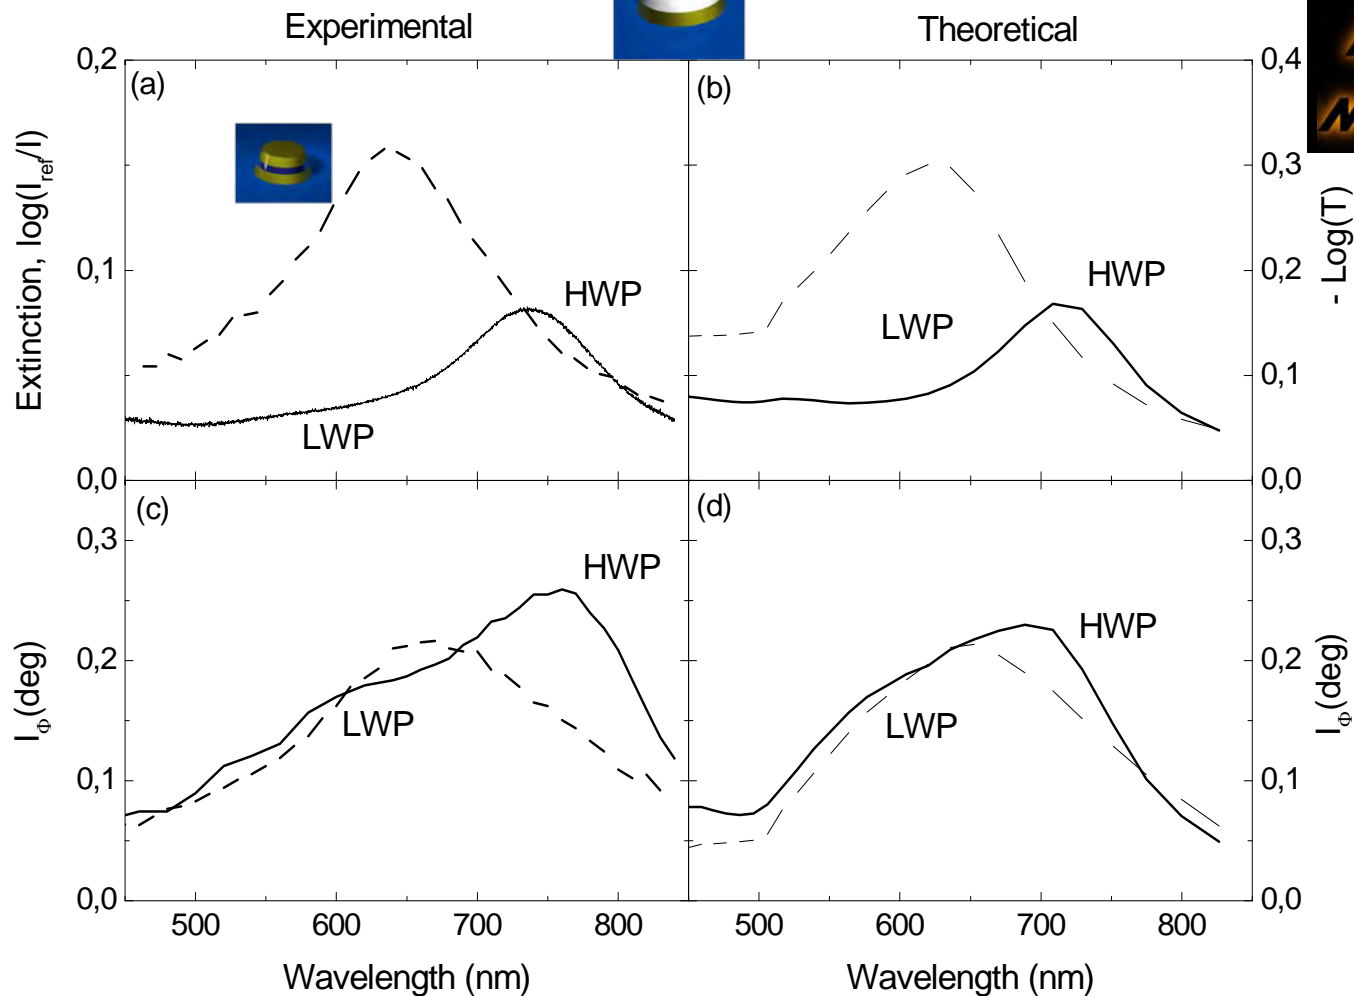 Experimental
Theoretical
(a)
(b)
0,2
0,1
0,0
Extinction, log(I_ref/I)
HWP
LWP
HWP
LWP
0,4
0,3
0,2
0,1
0,0
- Log(T)
(c)
(d)
0,3
0,2
0,1
0,0
I_Φ(deg)
HWP
LWP
HWP
LWP
0,3
0,2
0,1
0,0
I_Φ(deg)
500 600 700 800
500 600 700 800
Wavelength (nm)
Wavelength (nm)